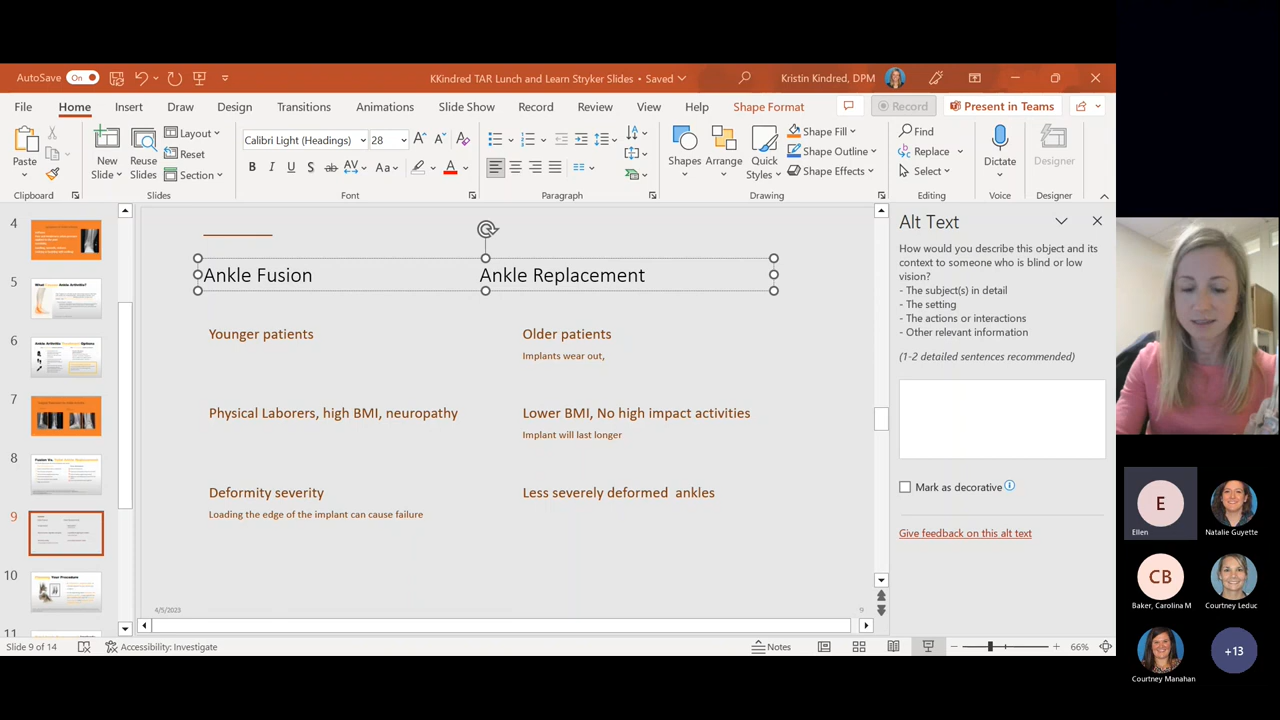 AutoSave On
KKindred TAR Lunch and Learn Stryker Slides • Saved
Kristin Kindred, DPM
File Home Insert Draw Design Transitions Animations Slide Show Record Review View Help Shape Format
Record Present in Teams
Paste
New Slide
Reuse Slides
Layout
Reset
Section
Calibri Light (Headings) 28
Shapes Arrange Quick Styles
Shape Fill
Shape Outline
Shape Effects
Find
Replace
Select
Dictate
Designer
Clipboard Slides Font Paragraph Drawing Editing Voice Designer
4
5
6
7
8
9
10
11
Ankle Fusion Ankle Replacement
Younger patients Older patients
Implants wear out,
Physical Laborers, high BMI, neuropathy Lower BMI, No high impact activities
Implant will last longer
Deformity severity Less severely deformed ankles
Loading the edge of the implant can cause failure
4/5/2023 9
Alt Text
How would you describe this object and its
context to someone who is blind or low
vision?
- The subject(s) in detail
- The setting
- The actions or interactions
- Other relevant information
(1-2 detailed sentences recommended)
Mark as decorative
Give feedback on this alt text
Slide 9 of 14 Accessibility: Investigate Notes 66%
E
Ellen Natalie Guyette
CB
Baker, Carolina M Courtney Leduc
+13
Courtney Manahan